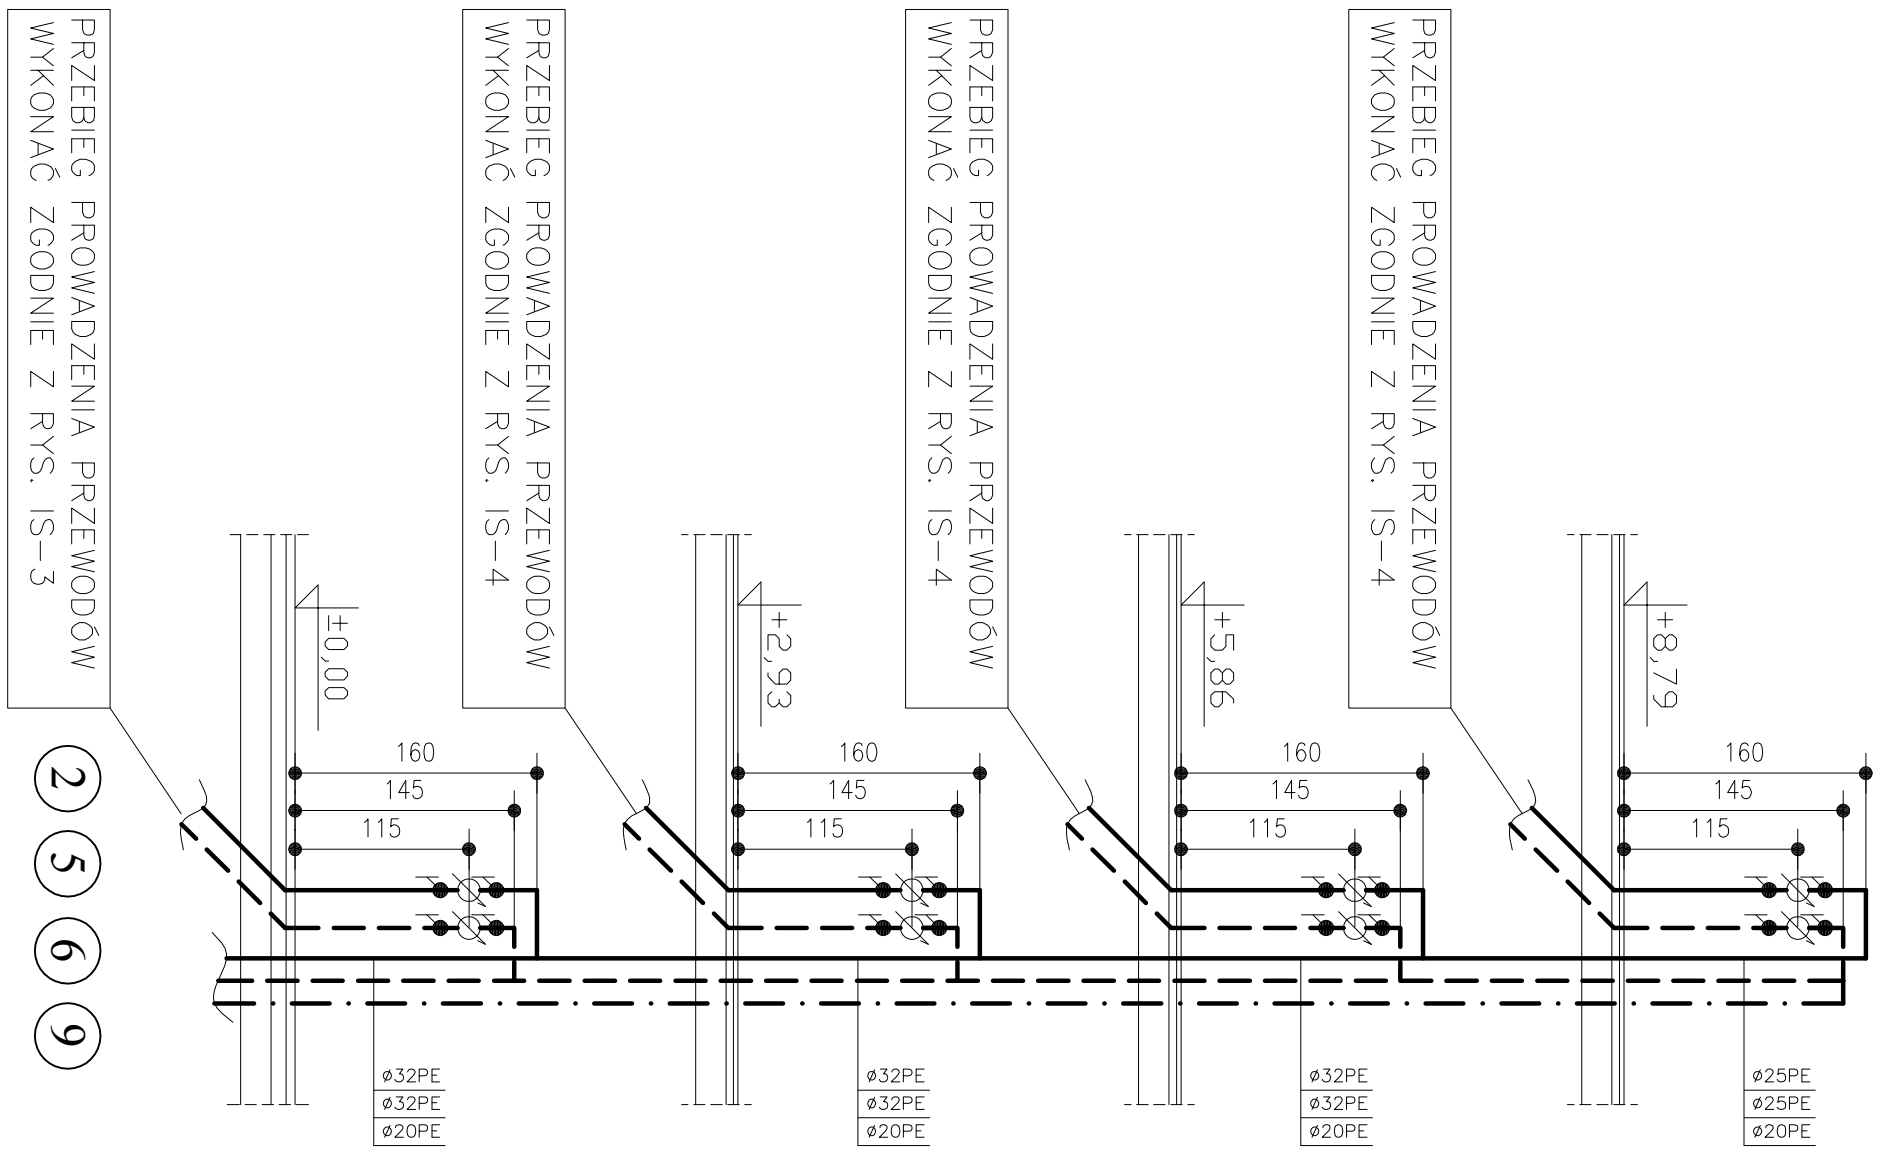 PRZEBIEG PROWADZENIA PRZEWODÓW
WYKONAĆ ZGODNIE Z RYS. IS-4
+8,79
160
145
115
ø25PE
ø25PE
ø20PE
PRZEBIEG PROWADZENIA PRZEWODÓW
WYKONAĆ ZGODNIE Z RYS. IS-4
+5,86
160
145
115
ø32PE
ø32PE
ø20PE
PRZEBIEG PROWADZENIA PRZEWODÓW
WYKONAĆ ZGODNIE Z RYS. IS-4
+2,93
160
145
115
ø32PE
ø32PE
ø20PE
PRZEBIEG PROWADZENIA PRZEWODÓW
WYKONAĆ ZGODNIE Z RYS. IS-3
±0,00
160
145
115
ø32PE
ø32PE
ø20PE
2 5 6 9